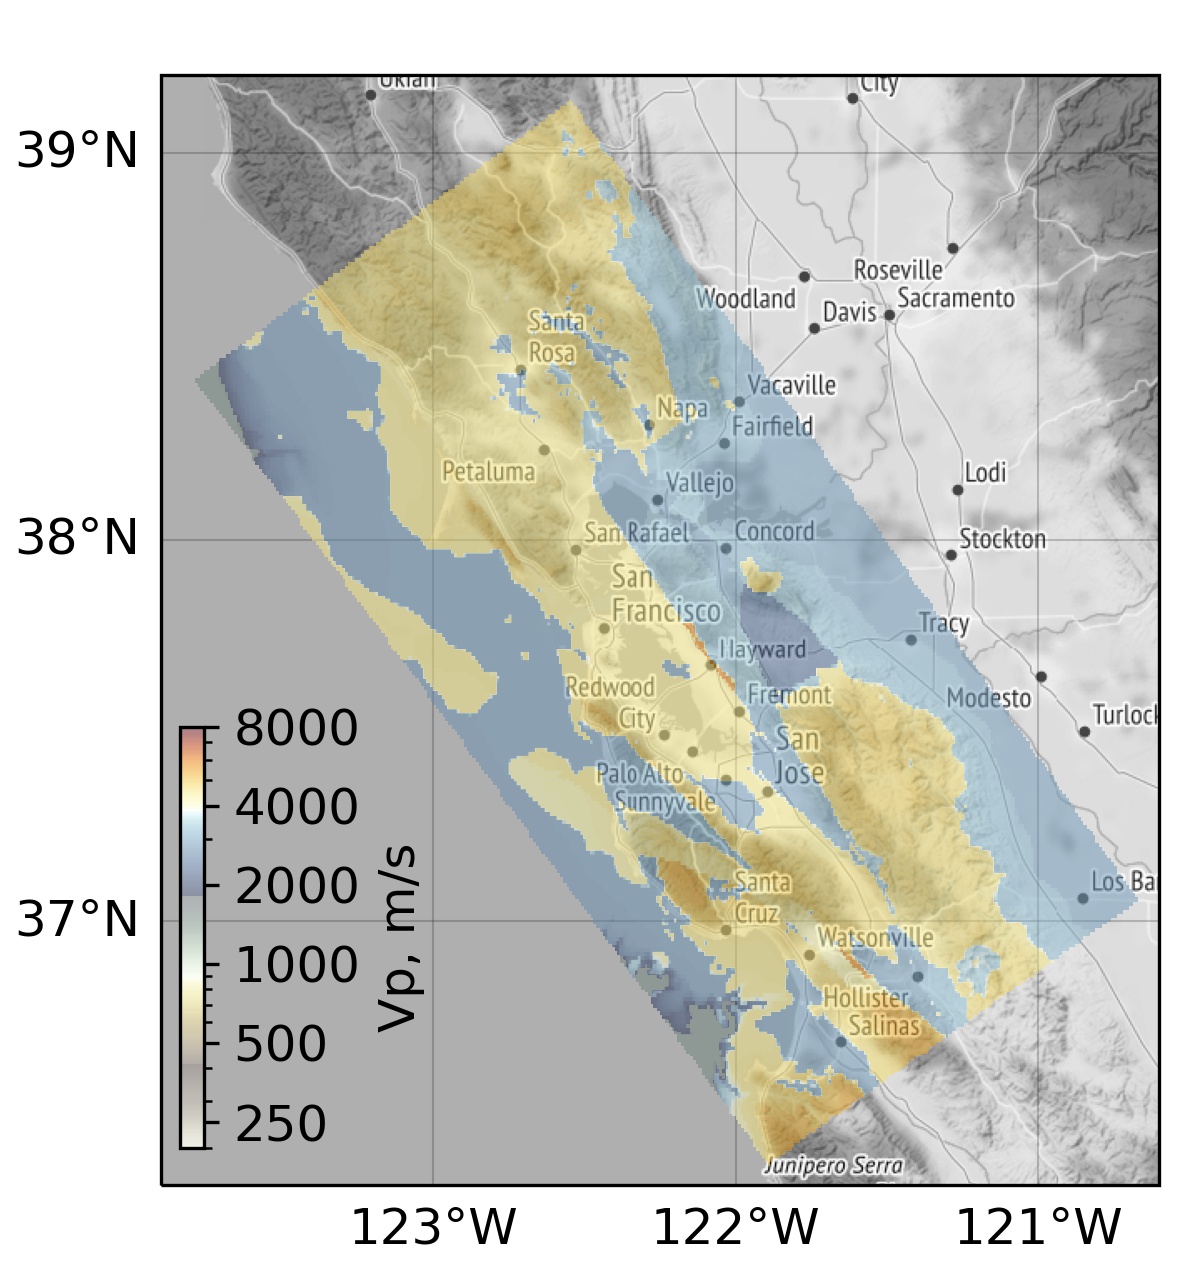 Ukiah
City
39°N
Roseville
Woodland
Sacramento
Davis
Santa
Rosa
Vacaville
Napa
Fairfield
Petaluma
Lodi
Vallejo
38°N
San Rafael
Concord
Stockton
San
Francisco
Tracy
Hayward
Redwood
City
Fremont
Modesto
Turlock
8000
San
Jose
Palo Alto
Sunnyvale
4000
2000
Santa
Cruz
Los Ba
37°N
Watsonville
1000
Vp, m/s
Hollister
Salinas
500
250
Junipero Serra
123°W
122°W
121°W